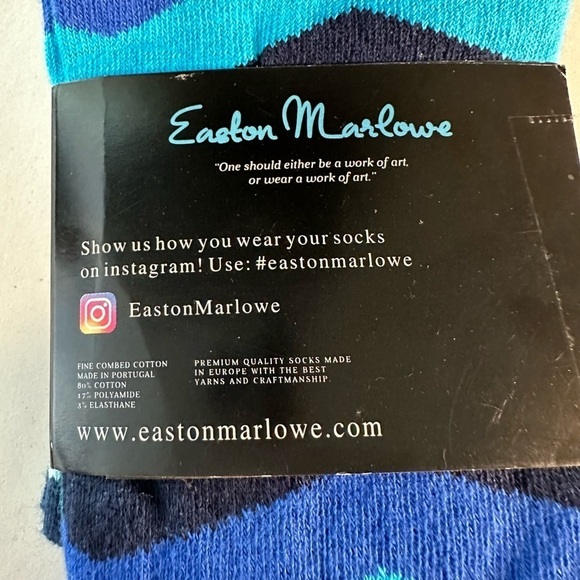 Easton Marlowe
"One should either be a work of art,
or wear a work of art."
Show us how you wear your socks
on instagram! Use: #eastonmarlowe
EastonMarlowe
FINE COMBED COTTON
MADE IN PORTUGAL
80% COTTON
17% POLYAMIDE
3% ELASTHANE
PREMIUM QUALITY SOCKS MADE
IN EUROPE WITH THE BEST
YARNS AND CRAFTMANSHIP.
www.eastonmarlowe.com